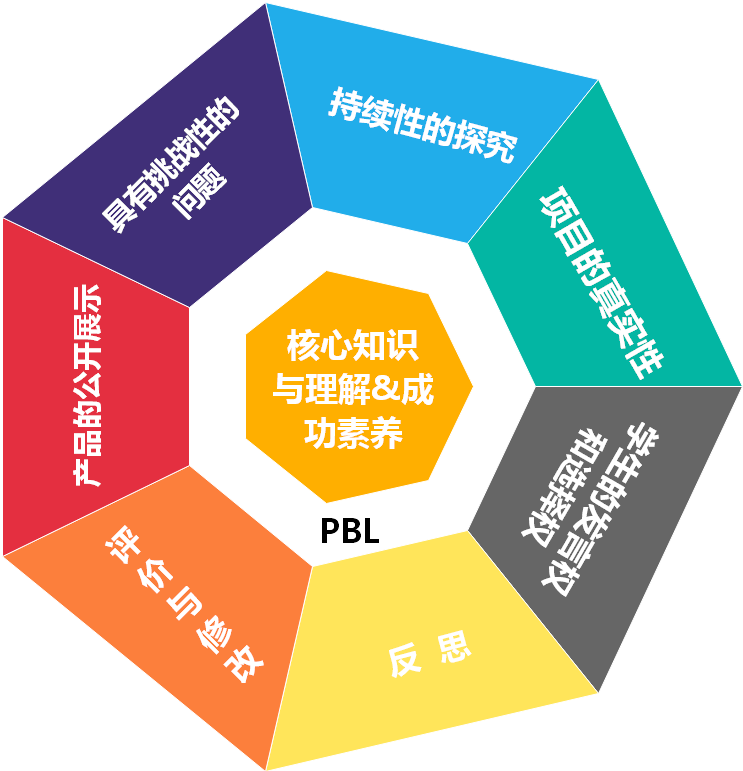 具有挑战性的
问题
持续性的探究
项目的真实性
学生的发言权
和选择权
反 思
评价与修改
产品的公开展示
核心知识
与理解&成
功素养
PBL